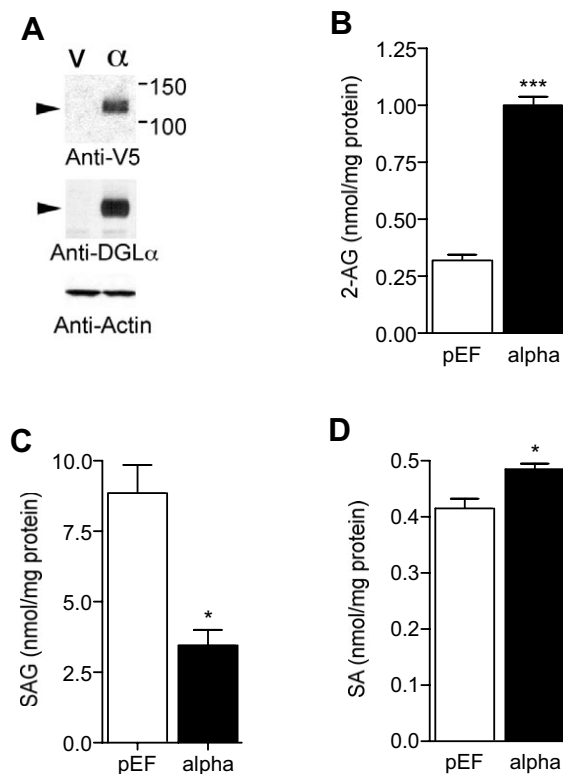 A
V α
150
100
Anti-V5
Anti-DGLα
Anti-Actin
B
2-AG (nmol/mg protein)
1.25
1.00
0.75
0.50
0.25
0.00
***
pEF alpha
C
SAG (nmol/mg protein)
10.0
7.5
5.0
2.5
0.0
*
pEF alpha
D
SA (nmol/mg protein)
0.5
0.4
0.3
0.2
0.1
0.0
*
pEF alpha